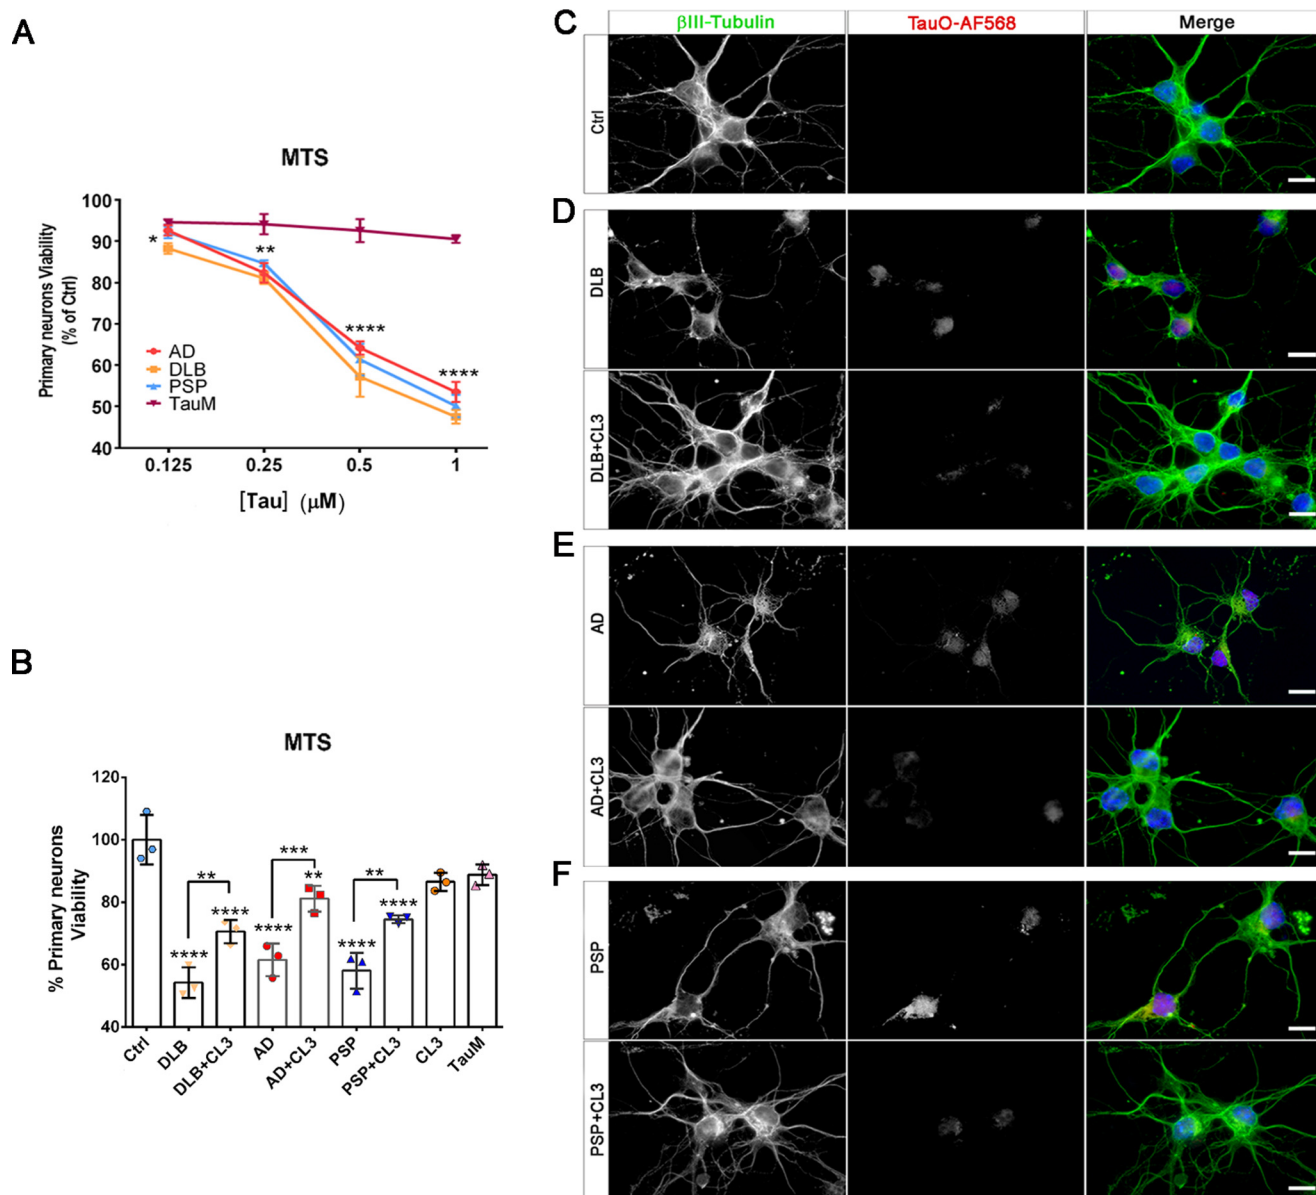 A
MTS
Primary neurons Viability
(% of Ctrl)
100
90
80
70
60
50
40
*
**
****
****
AD
DLB
PSP
TauM
0.125 0.25 0.5 1
[Tau] (μM)
B
MTS
% Primary neurons
Viability
120
100
80
60
40
** *** **
**** **** **** ** **** ****
Ctrl DLB DLB+CL3 AD AD+CL3 PSP PSP+CL3 CL3 TauM
C
βIII-Tubulin TauO-AF568 Merge
Ctrl
D
DLB
DLB+CL3
E
AD
AD+CL3
F
PSP
PSP+CL3